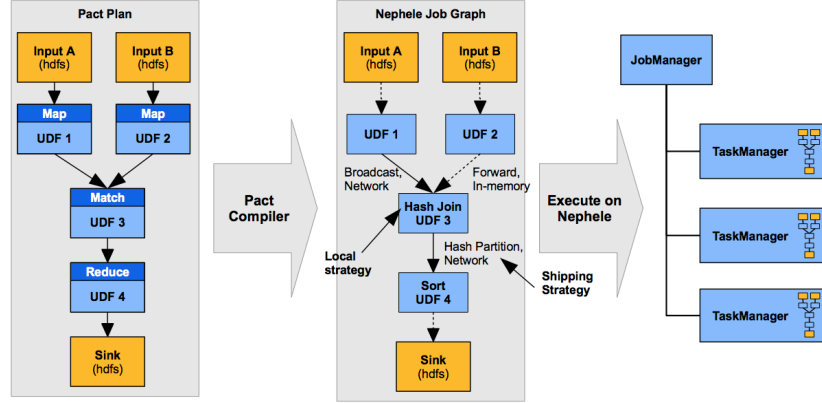 Pact Plan
Input A
(hdfs)
Input B
(hdfs)
Map
UDF 1
Map
UDF 2
Match
UDF 3
Reduce
UDF 4
Sink
(hdfs)
Pact
Compiler
Nephele Job Graph
Input A
(hdfs)
Input B
(hdfs)
UDF 1
UDF 2
Broadcast,
Network
Forward,
In-memory
Hash Join
UDF 3
Local
strategy
Hash Partition,
Network
Shipping
Strategy
Sort
UDF 4
Sink
(hdfs)
Execute on
Nephele
JobManager
TaskManager
TaskManager
TaskManager